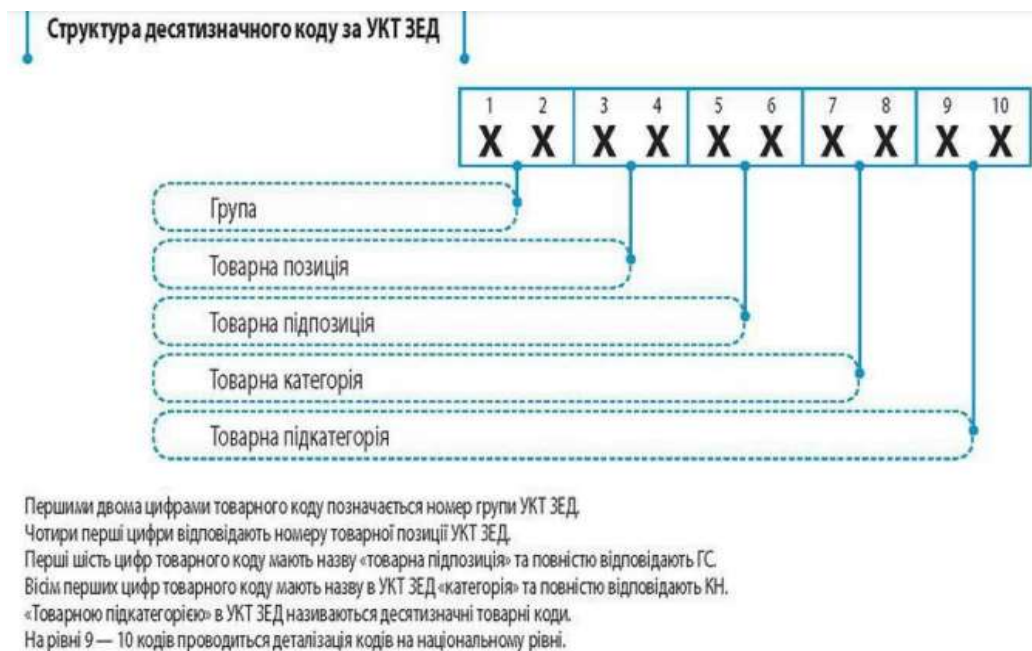 Структура десятизначного коду за УКТ ЗЕД
1 2 3 4 5 6 7 8 9 10
X X X X X X X X X X
Група
Товарна позиція
Товарна підпозиція
Товарна категорія
Товарна підкатегорія
Першими двома цифрами товарного коду позначається номер групи УКТ ЗЕД.
Чотири перші цифри відповідають номеру товарної позиції УКТ ЗЕД.
Перші шість цифр товарного коду мають назву «товарна підпозиція» та повністю відповідають ГС.
Вісім перших цифр товарного коду мають назву в УКТ ЗЕД «категорія» та повністю відповідають КН.
«Товарною підкатегорією» в УКТ ЗЕД називаються десятизначні товарні коди.
На рівні 9 — 10 кодів проводиться деталізація кодів на національному рівні.